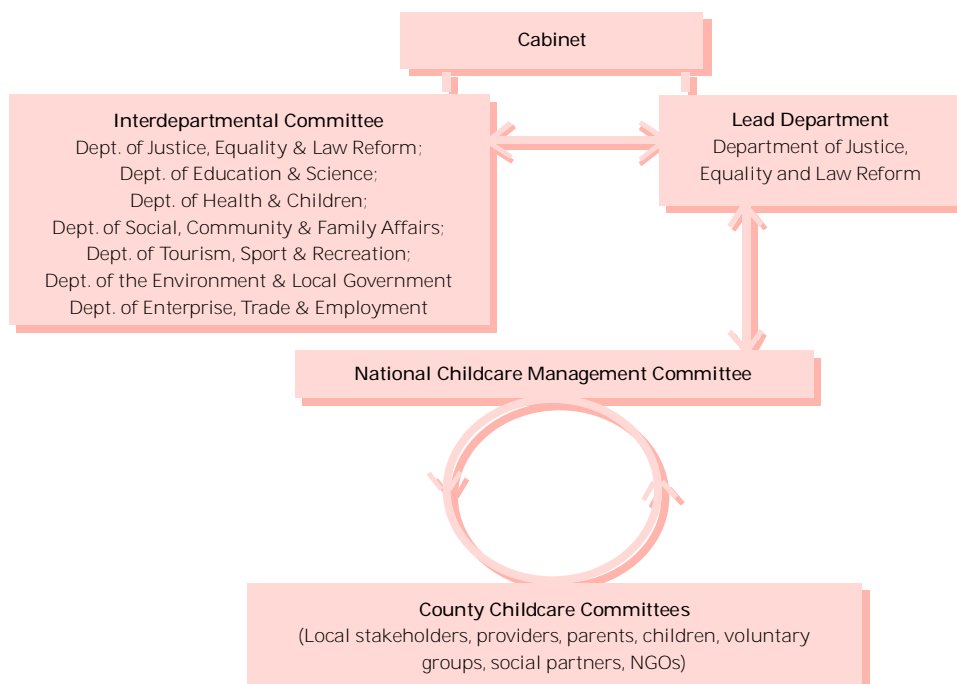 Cabinet
Interdepartmental Committee
Dept. of Justice, Equality & Law Reform;
Dept. of Education & Science;
Dept. of Health & Children;
Dept. of Social, Community & Family Affairs;
Dept. of Tourism, Sport & Recreation;
Dept. of the Environment & Local Government
Dept. of Enterprise, Trade & Employment
Lead Department
Department of Justice,
Equality and Law Reform
National Childcare Management Committee
County Childcare Committees
(Local stakeholders, providers, parents, children, voluntary
groups, social partners, NGOs)